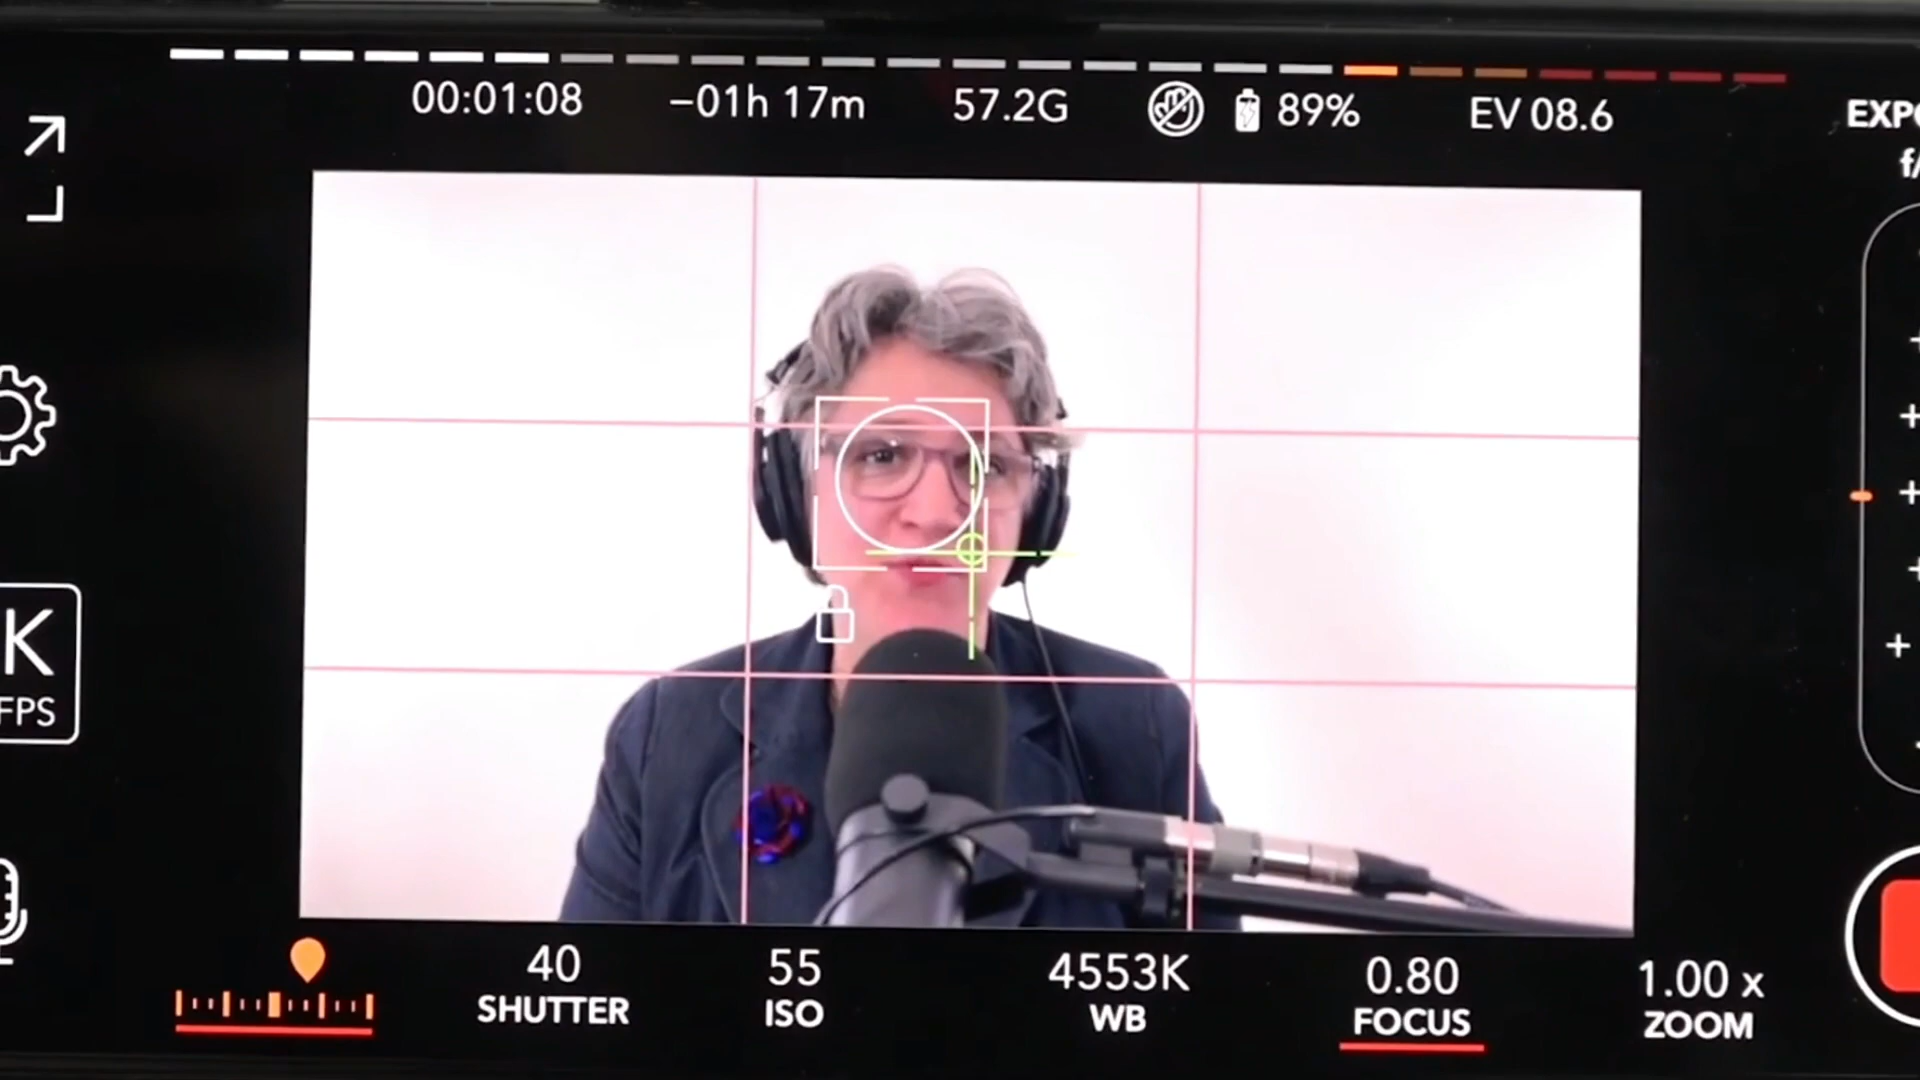 00:01:08 −01h 17m 57.2G 89% EV 08.6
f/
K
FPS
40 55 4553K 0.80 1.00 x
SHUTTER ISO WB FOCUS ZOOM